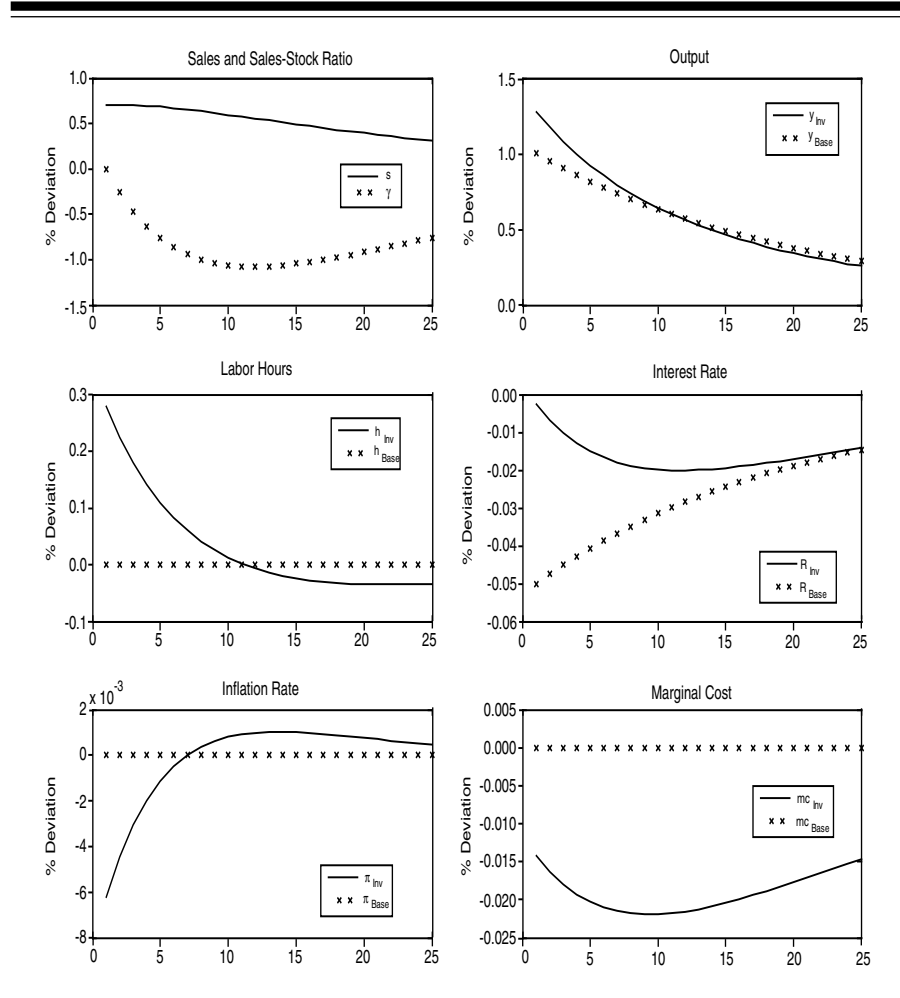 Sales and Sales-Stock Ratio
% Deviation
1.0
0.5
0.0
-0.5
-1.0
-1.5
0 5 10 15 20 25
s
γ
Output
% Deviation
1.5
1.0
0.5
0.0
0 5 10 15 20 25
y Inv
y Base
Labor Hours
% Deviation
0.3
0.2
0.1
0.0
-0.1
0 5 10 15 20 25
h Inv
h Base
Interest Rate
% Deviation
0.00
-0.01
-0.02
-0.03
-0.04
-0.05
-0.06
0 5 10 15 20 25
R Inv
R Base
Inflation Rate
x 10-3
% Deviation
2
0
-2
-4
-6
-8
0 5 10 15 20 25
π Inv
π Base
Marginal Cost
% Deviation
0.005
0.000
-0.005
-0.010
-0.015
-0.020
-0.025
0 5 10 15 20 25
mc Inv
mc Base